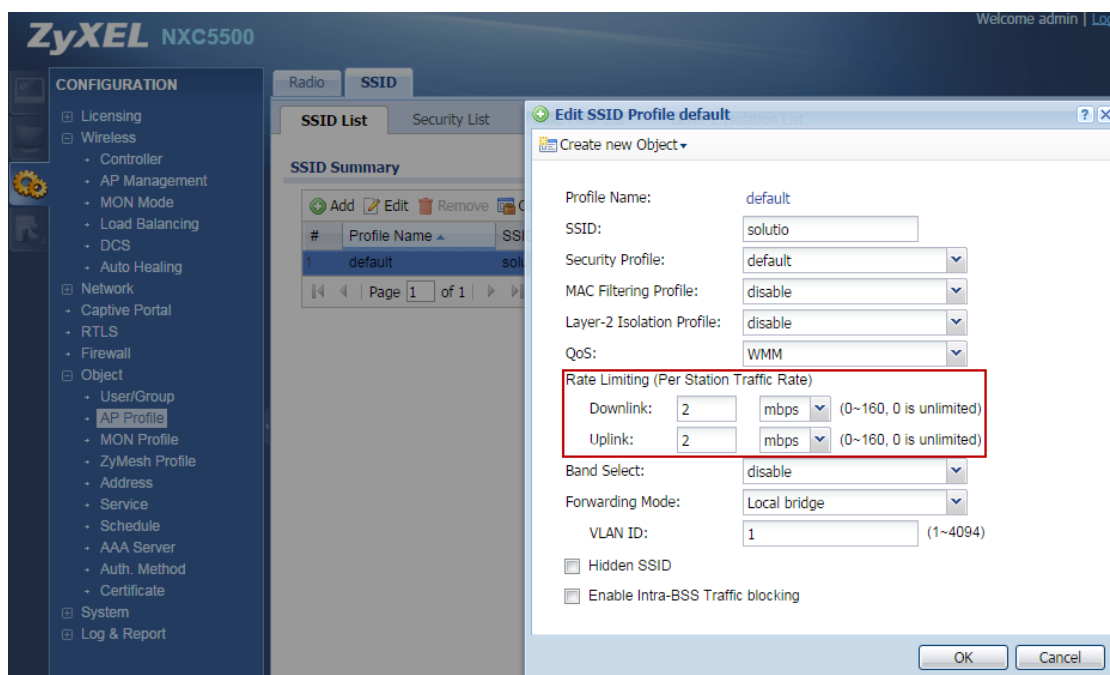 Welcome admin | Lo
ZyXEL NXC5500
CONFIGURATION
Licensing
Wireless
Controller
AP Management
MON Mode
Load Balancing
DCS
Auto Healing
Network
Captive Portal
RTLS
Firewall
Object
User/Group
AP Profile
MON Profile
ZyMesh Profile
Address
Service
Schedule
AAA Server
Auth. Method
Certificate
System
Log & Report
Radio SSID
SSID List Security List
SSID Summary
Add Edit Remove
# Profile Name SSI
1 default solu
Page 1 of 1
Edit SSID Profile default
Create new Object
Profile Name: default
SSID: solutio
Security Profile: default
MAC Filtering Profile: disable
Layer-2 Isolation Profile: disable
QoS: WMM
Rate Limiting (Per Station Traffic Rate)
Downlink: 2 mbps (0~160, 0 is unlimited)
Uplink: 2 mbps (0~160, 0 is unlimited)
Band Select: disable
Forwarding Mode: Local bridge
VLAN ID: 1 (1~4094)
Hidden SSID
Enable Intra-BSS Traffic blocking
OK Cancel